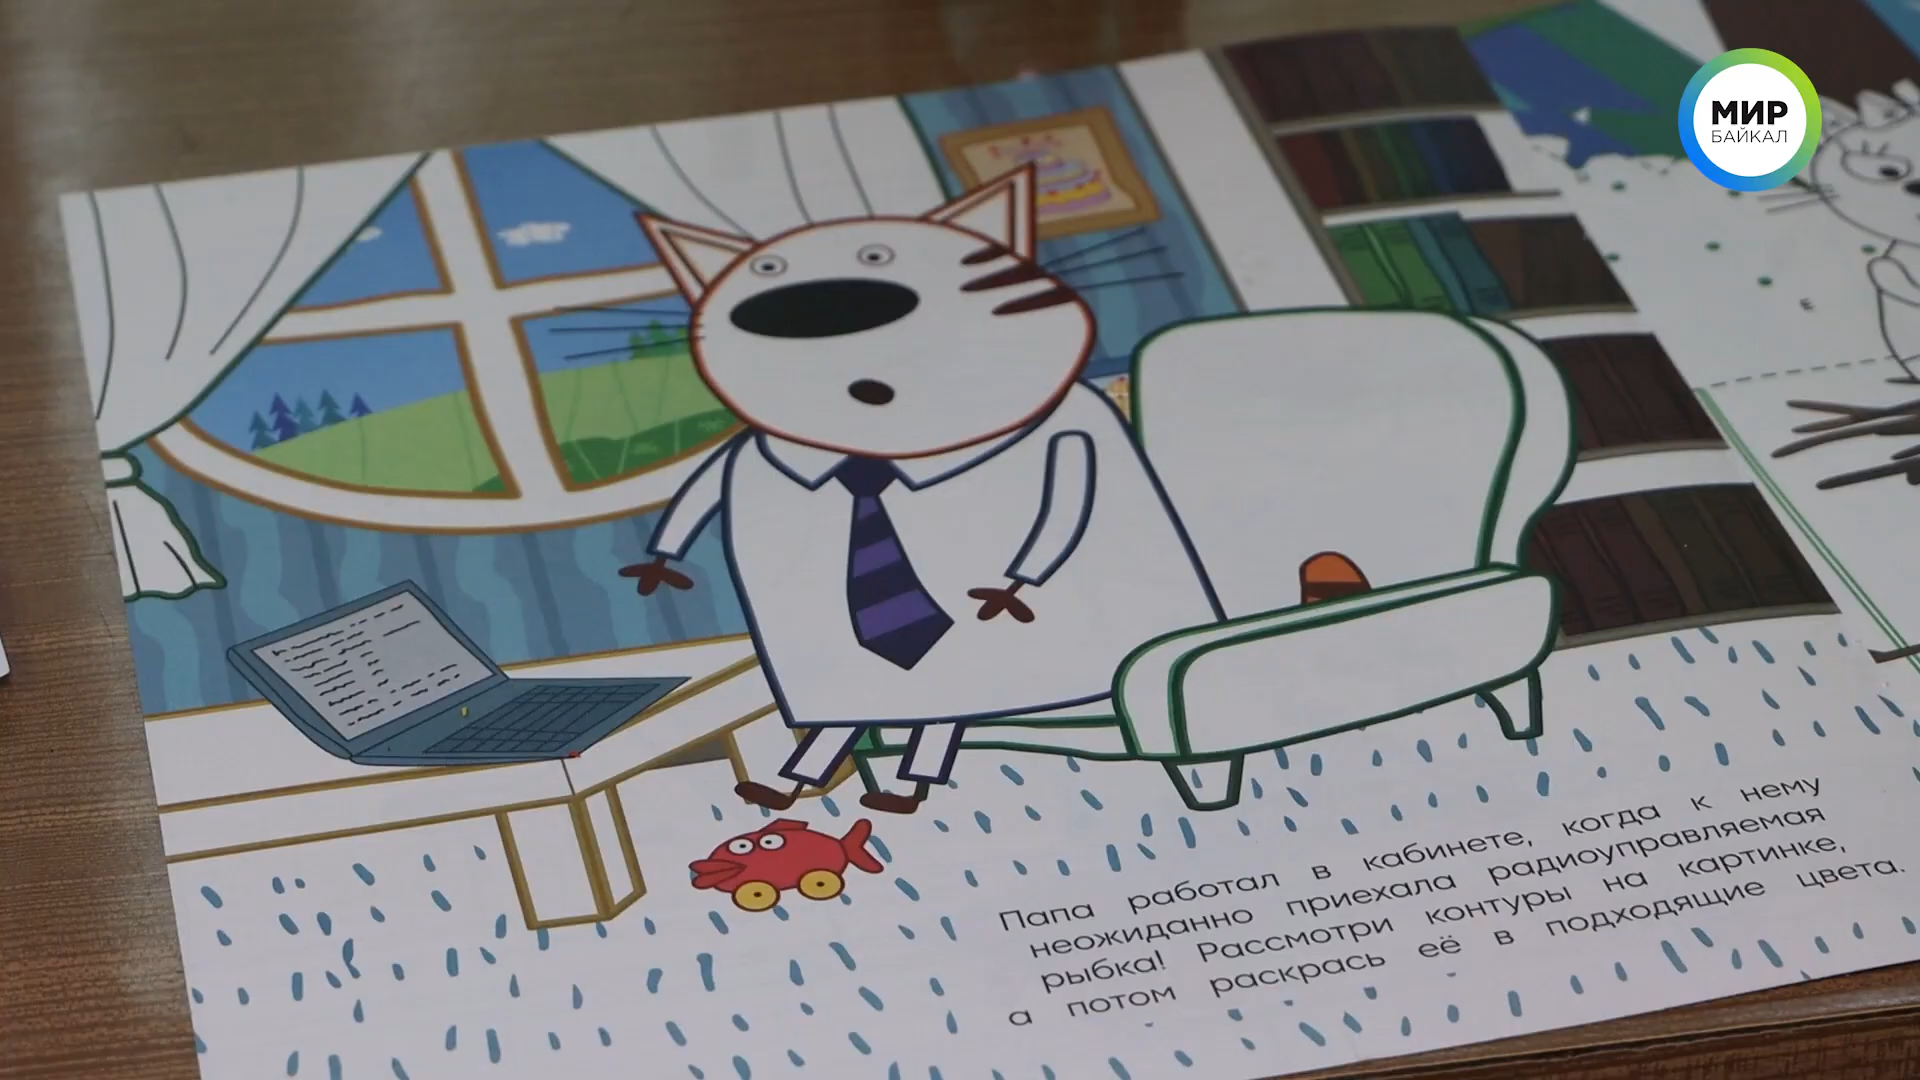 МИР
БАЙКАЛ
Е
Папа работал в кабинете, когда к нему
неожиданно приехала радиоуправляемая
рыбка! Рассмотри контуры на картинке,
а потом раскрась её в подходящие цвета.